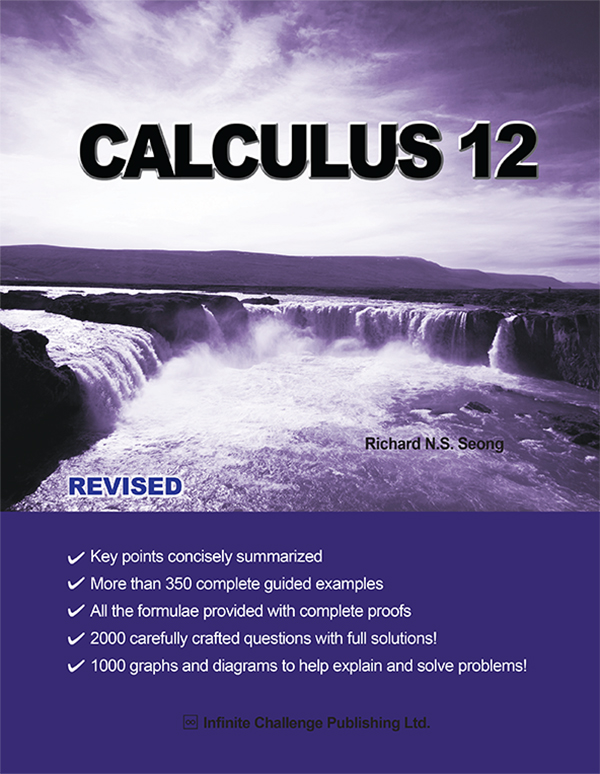 CALCULUS 12
Richard N.S. Seong
REVISED
✓ Key points concisely summarized
✓ More than 350 complete guided examples
✓ All the formulae provided with complete proofs
✓ 2000 carefully crafted questions with full solutions!
✓ 1000 graphs and diagrams to help explain and solve problems!
∞ Infinite Challenge Publishing Ltd.